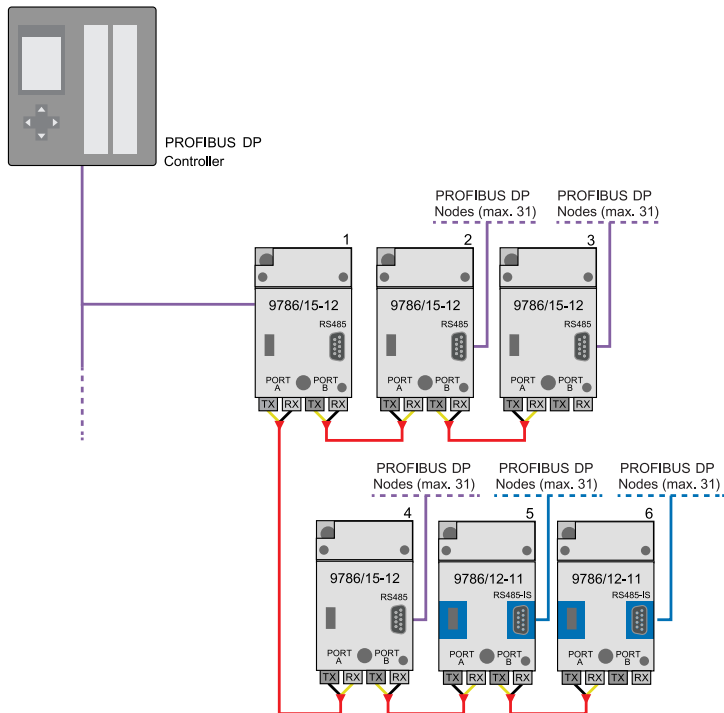 PROFIBUS DP
Controller
PROFIBUS DP
Nodes (max. 31)
PROFIBUS DP
Nodes (max. 31)
1
9786/15-12
RS485
PORT
A
PORT
B
TX RX TX RX
2
9786/15-12
RS485
PORT
A
PORT
B
TX RX TX RX
3
9786/15-12
RS485
PORT
A
PORT
B
TX RX TX RX
PROFIBUS DP
Nodes (max. 31)
PROFIBUS DP
Nodes (max. 31)
PROFIBUS DP
Nodes (max. 31)
4
9786/15-12
RS485
PORT
A
PORT
B
TX RX TX RX
5
9786/12-11
RS485-IS
PORT
A
PORT
B
TX RX TX RX
6
9786/12-11
RS485-IS
PORT
A
PORT
B
TX RX TX RX